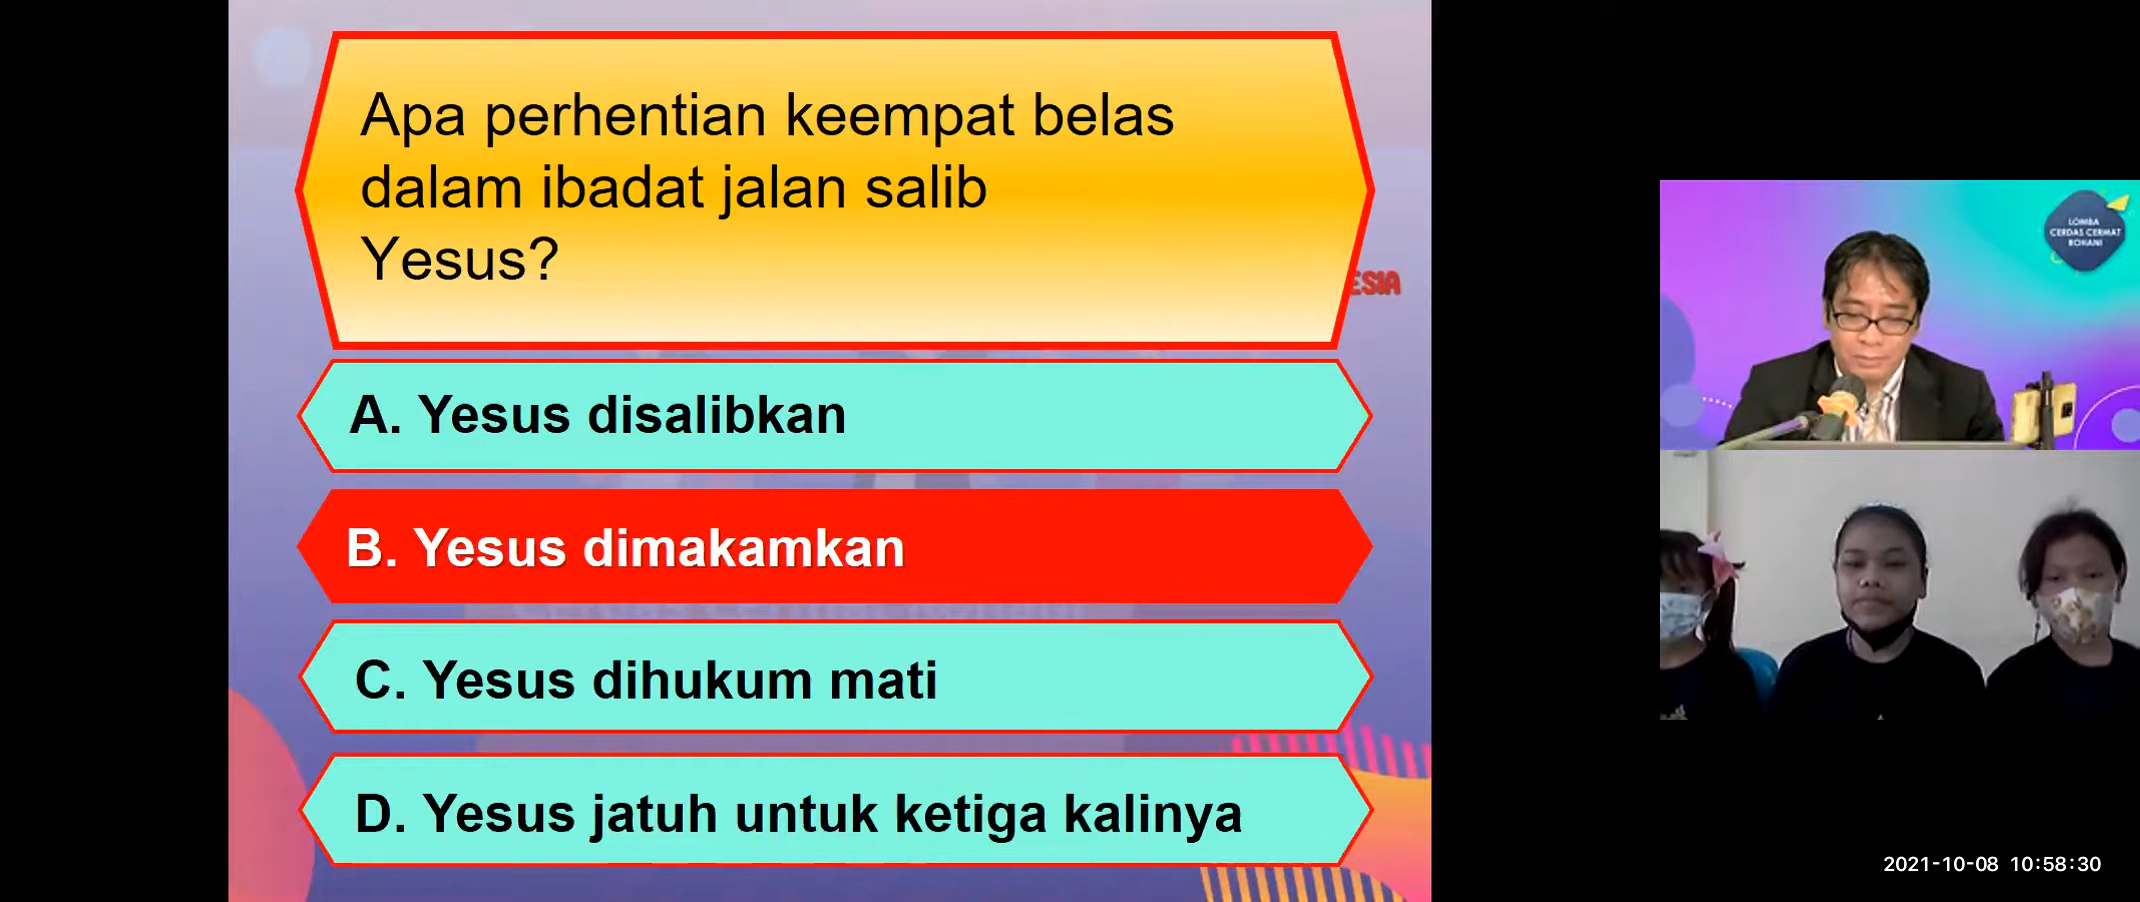 Apa perhentian keempat belas
dalam ibadat jalan salib
Yesus?
ESIA
A. Yesus disalibkan
B. Yesus dimakamkan
C. Yesus dihukum mati
D. Yesus jatuh untuk ketiga kalinya
LOMBA
CERDAS CERMAT
ROHANI
2021-10-08 10:58:30